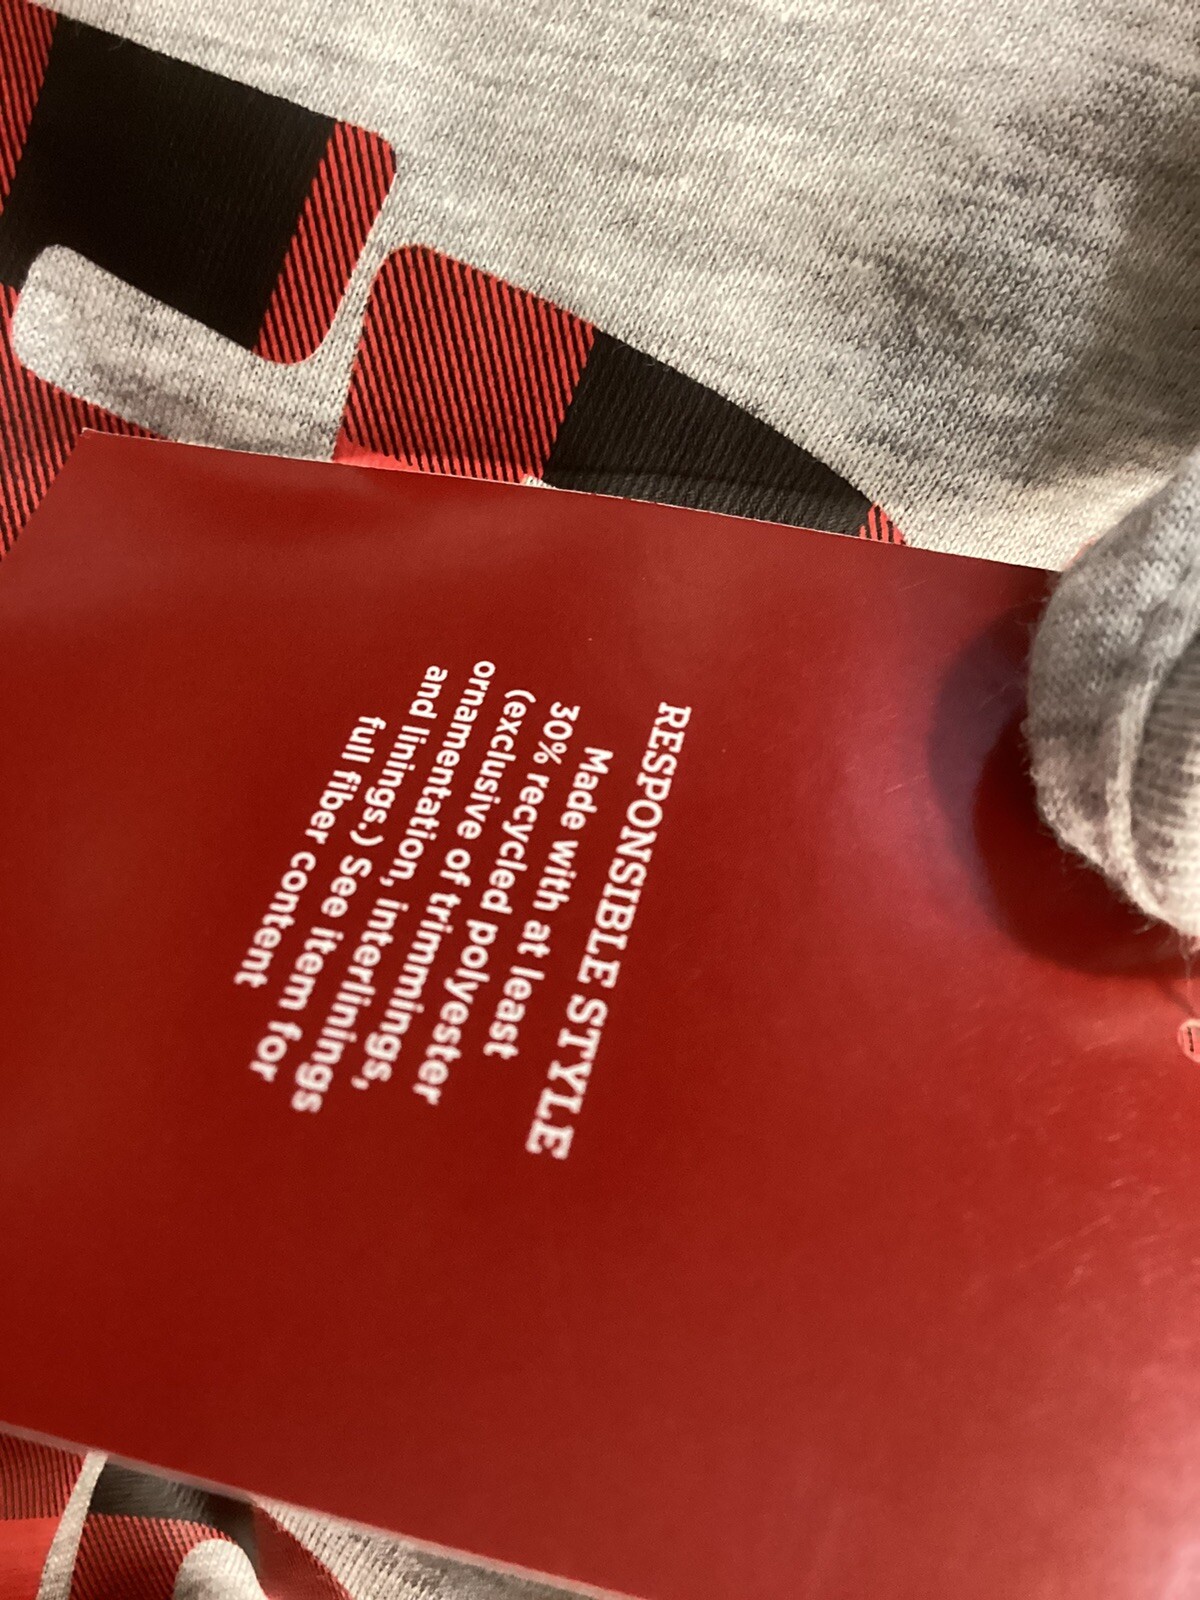 RESPONSIBLE STYLE
Made with at least
30% recycled polyester
(exclusive of trimmings,
ornamentation, interlinings
and linings.) See item for
full fiber content